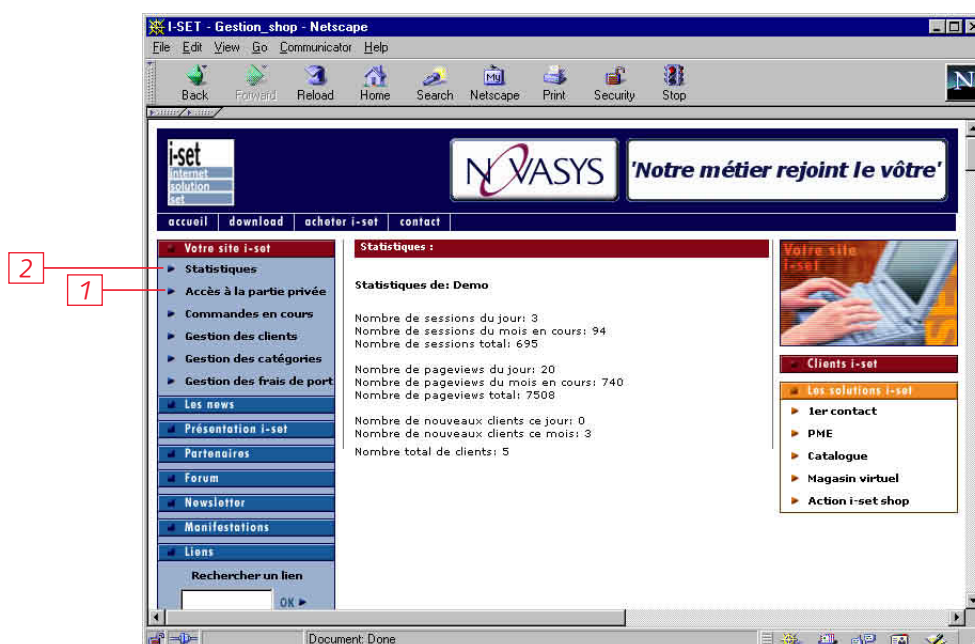 I-SET - Gestion_shop - Netscape
File Edit View Go Communicator Help
Back Forward Reload Home Search Netscape Print Security Stop
N
i-set
internet
solution
set
NOVASYS
'Notre métier rejoint le vôtre'
accueil download acheter i-set contact
2
1
Votre site i-set
Statistiques
Accès à la partie privée
Commandes en cours
Gestion des clients
Gestion des catégories
Gestion des frais de port
Les news
Présentation i-set
Partenaires
Forum
Newsletter
Manifestations
Liens
Rechercher un lien
OK
Statistiques :
Statistiques de: Demo
Nombre de sessions du jour: 3
Nombre de sessions du mois en cours: 94
Nombre de sessions total: 695
Nombre de pageviews du jour: 20
Nombre de pageviews du mois en cours: 740
Nombre de pageviews total: 7508
Nombre de nouveaux clients ce jour: 0
Nombre de nouveaux clients ce mois: 3
Nombre total de clients: 5
Votre site
i-set
Clients i-set
Les solutions i-set
1er contact
PME
Catalogue
Magasin virtuel
Action i-set shop
Document: Done